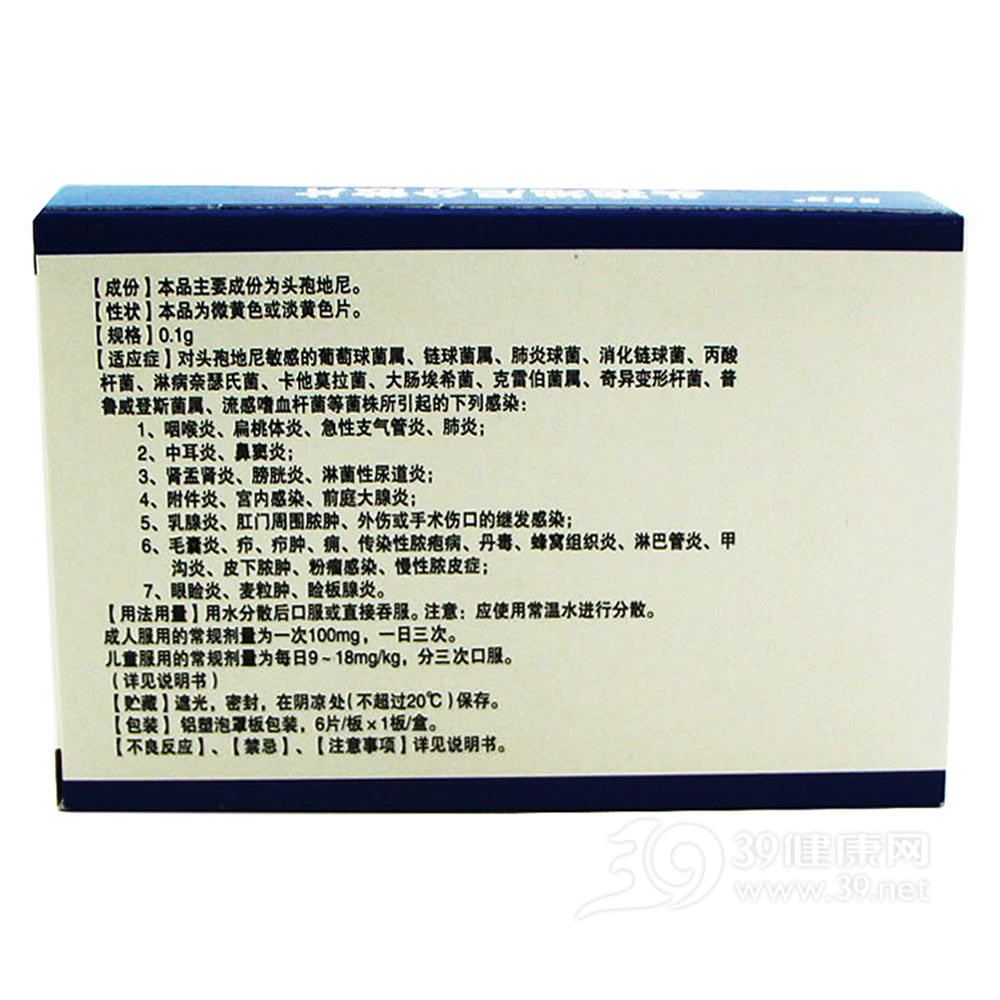 头孢地尼分散片
【成份】本品主要成份为头孢地尼。
【性状】本品为微黄色或淡黄色片。
【规格】0.1g
【适应症】对头孢地尼敏感的葡萄球菌属、链球菌属、肺炎球菌、消化链球菌、丙酸
杆菌、淋病奈瑟氏菌、卡他莫拉菌、大肠埃希菌、克雷伯菌属、奇异变形杆菌、普
鲁威登斯菌属、流感嗜血杆菌等菌株所引起的下列感染：
1、咽喉炎、扁桃体炎、急性支气管炎、肺炎；
2、中耳炎、鼻窦炎；
3、肾盂肾炎、膀胱炎、淋菌性尿道炎；
4、附件炎、宫内感染、前庭大腺炎；
5、乳腺炎、肛门周围脓肿、外伤或手术伤口的继发感染；
6、毛囊炎、疖、疖肿、痈、传染性脓疱病、丹毒、蜂窝组织炎、淋巴管炎、甲
沟炎、皮下脓肿、粉瘤感染、慢性脓皮症；
7、眼睑炎、麦粒肿、睑板腺炎。
【用法用量】用水分散后口服或直接吞服。注意：应使用常温水进行分散。
成人服用的常规剂量为一次100mg，一日三次。
儿童服用的常规剂量为每日9～18mg/kg，分三次口服。
（详见说明书）
【贮藏】遮光，密封，在阴凉处（不超过20℃）保存。
【包装】铝塑泡罩板包装，6片/板×1板/盒。
【不良反应】、【禁忌】、【注意事项】详见说明书。
39健康网
www.39.net